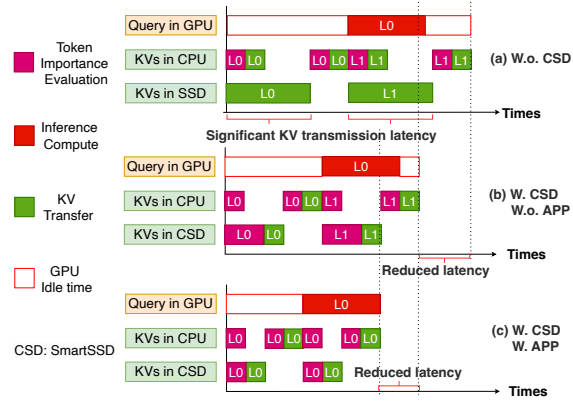 Token
Importance
Evaluation
Inference
Compute
KV
Transfer
GPU
Idle time
CSD: SmartSSD
Query in GPU
L0
KVs in CPU
L0 L0 L0 L0 L1 L1 L1 L1
KVs in SSD
L0 L1
(a) W.o. CSD
Times
Significant KV transmission latency
Query in GPU
L0
KVs in CPU
L0 L0 L0 L1 L1 L1
KVs in CSD
L0 L0 L1 L1
(b) W. CSD
W.o. APP
Times
Reduced latency
Query in GPU
L0
KVs in CPU
L0 L0 L0 L0 L0 L0
KVs in CSD
L0 L0 L0 L0
(c) W. CSD
W. APP
Reduced latency
Times